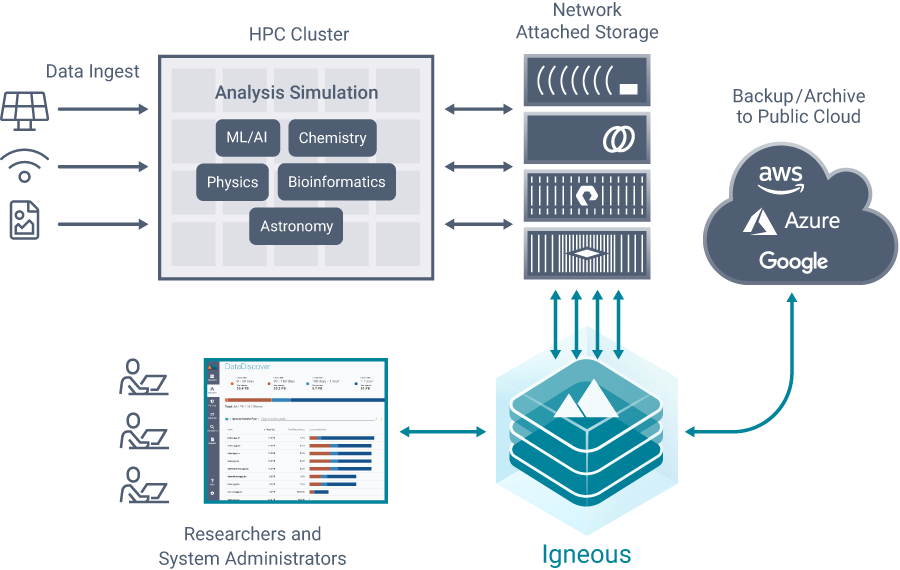 Network
Attached Storage
HPC Cluster
Data Ingest
Analysis Simulation
ML/AI
Chemistry
Physics
Bioinformatics
Astronomy
Backup/Archive
to Public Cloud
aws
Azure
Google
DataDiscover
Researchers and
System Administrators
Igneous